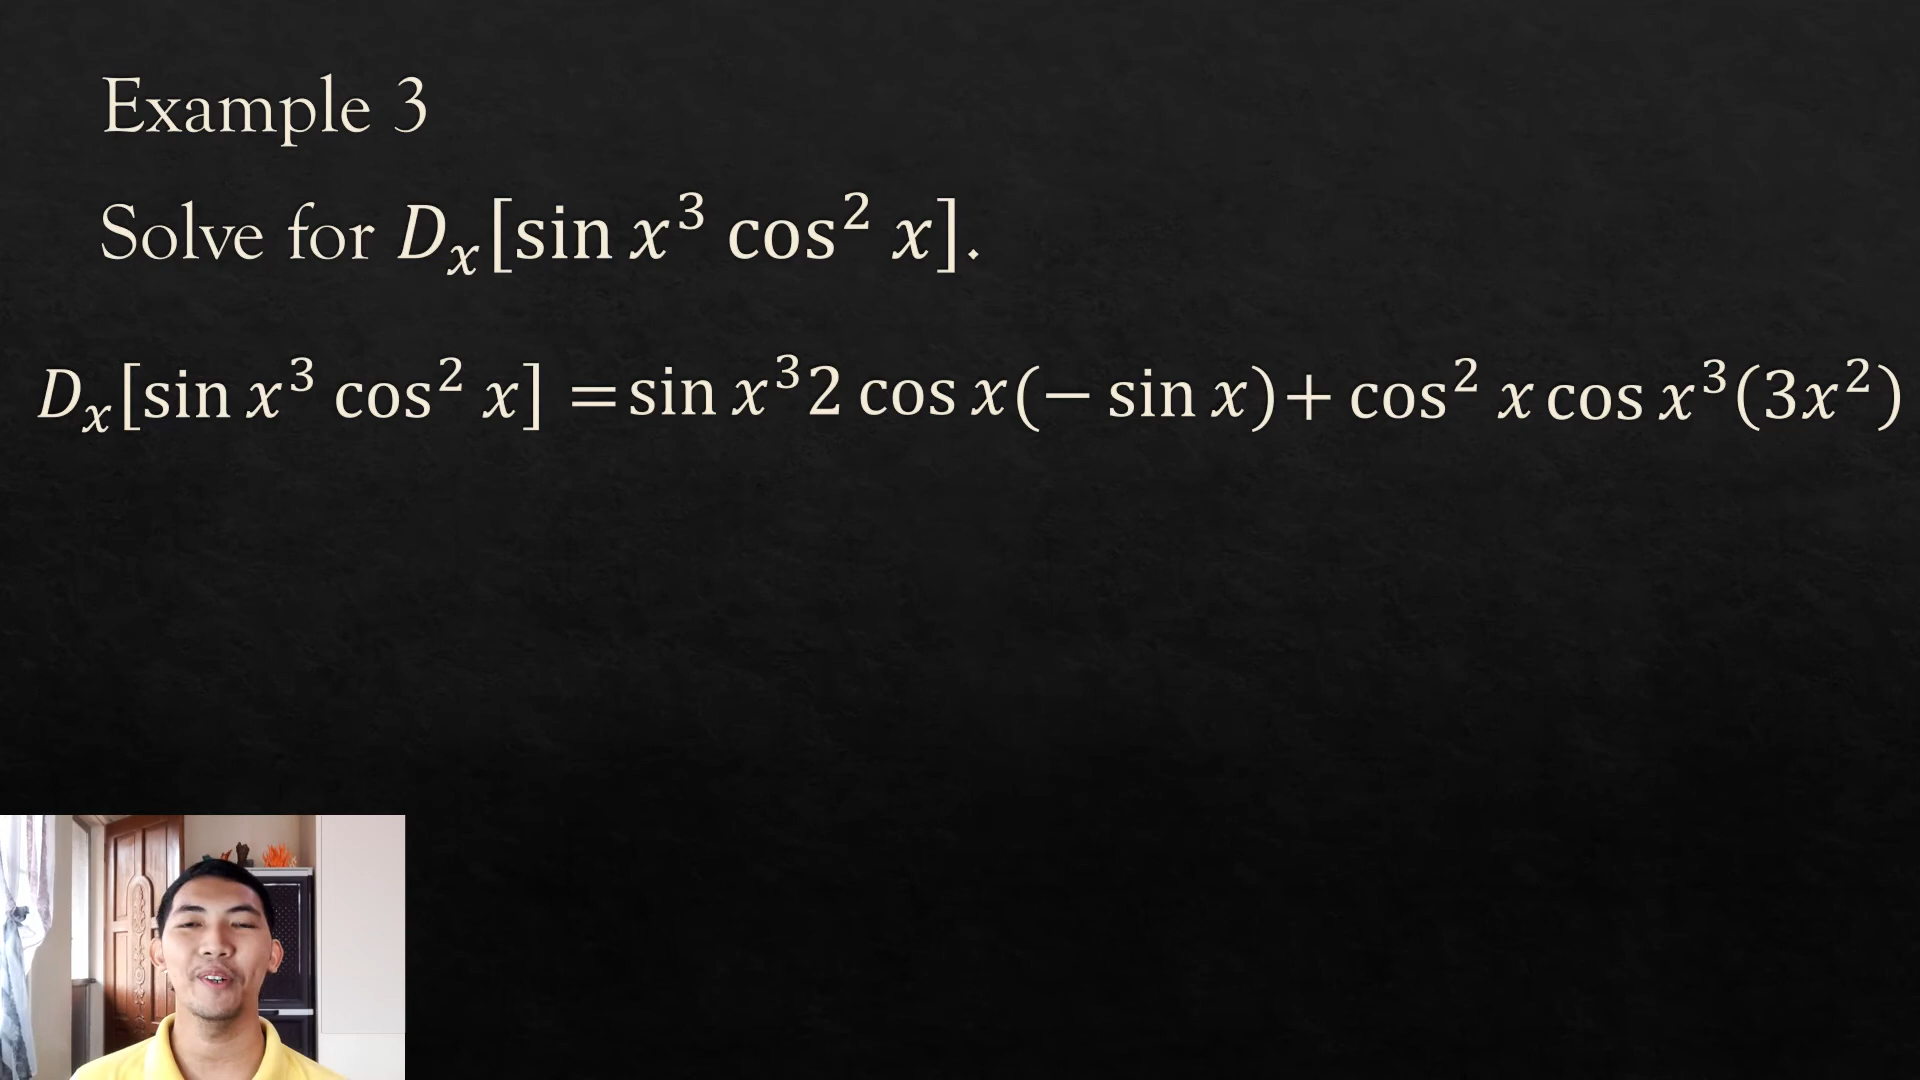 Example 3
Solve for Dₓ[sin x³ cos² x].
Dₓ[sin x³ cos² x] = sin x³2 cos x(− sin x)+ cos² x cos x³(3x²)